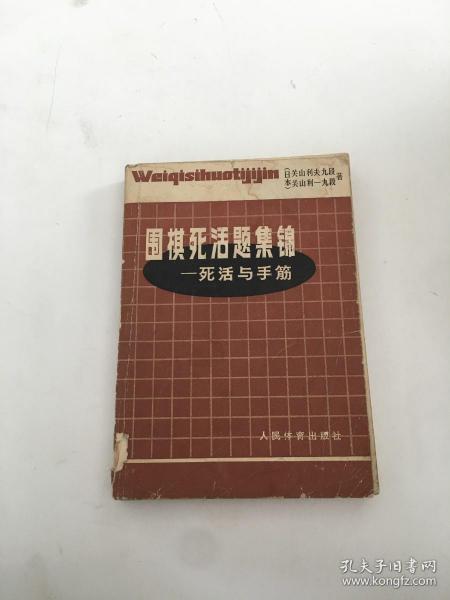 Weiqisihuotijijin
(日本)关山利夫九段
关山利一九段 著
围棋死活题集锦
—死活与手筋
人民体育出版社
孔夫子旧书网
www.kongfz.com